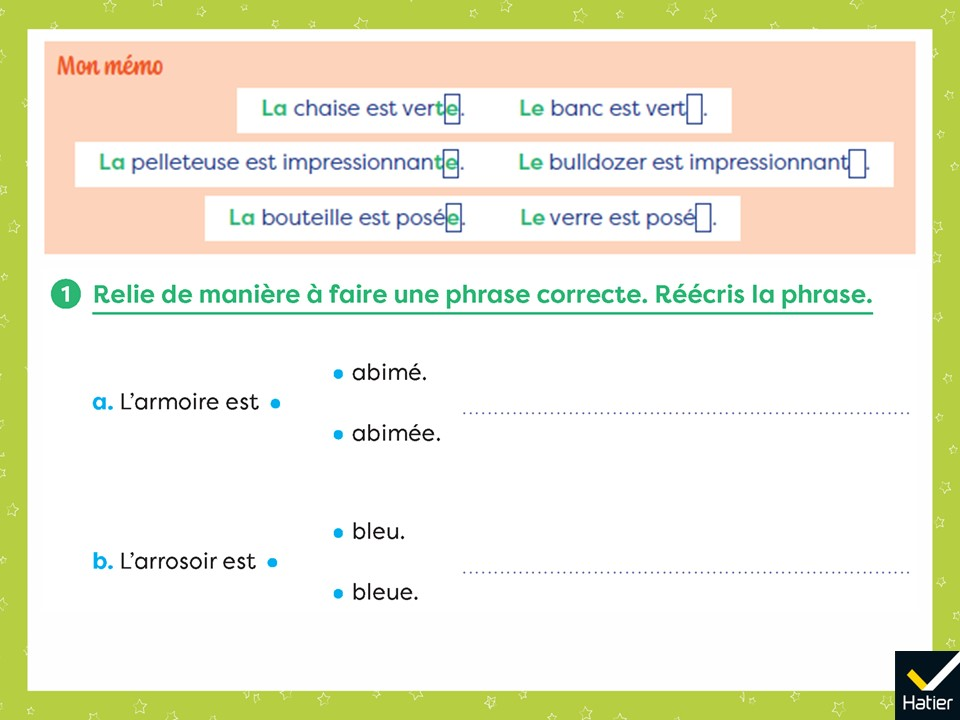 Mon mémo
La chaise est verte. Le banc est vert .
La pelleteuse est impressionnante. Le bulldozer est impressionnant .
La bouteille est posée. Le verre est posé .
1 Relie de manière à faire une phrase correcte. Réécris la phrase.
• abimé.
a. L'armoire est •
• abimée.
• bleu.
b. L'arrosoir est •
• bleue.
Hatier